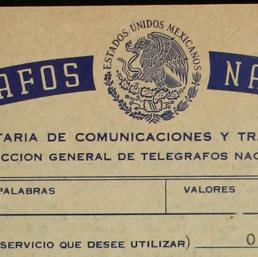 ESTADOS UNIDOS MEXICANOS
AFOS NA
TARIA DE COMUNICACIONES Y TRA
CCION GENERAL DE TELEGRAFOS NAC
PALABRAS VALORES
SERVICIO QUE DESEE UTILIZAR) O